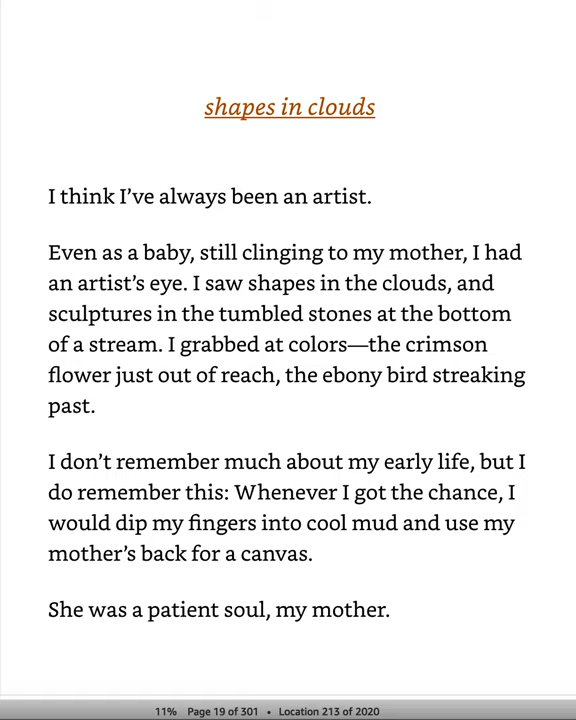 shapes in clouds
I think I’ve always been an artist.
Even as a baby, still clinging to my mother, I had
an artist’s eye. I saw shapes in the clouds, and
sculptures in the tumbled stones at the bottom
of a stream. I grabbed at colors—the crimson
flower just out of reach, the ebony bird streaking
past.
I don’t remember much about my early life, but I
do remember this: Whenever I got the chance, I
would dip my fingers into cool mud and use my
mother’s back for a canvas.
She was a patient soul, my mother.
11% Page 19 of 301 • Location 213 of 2020